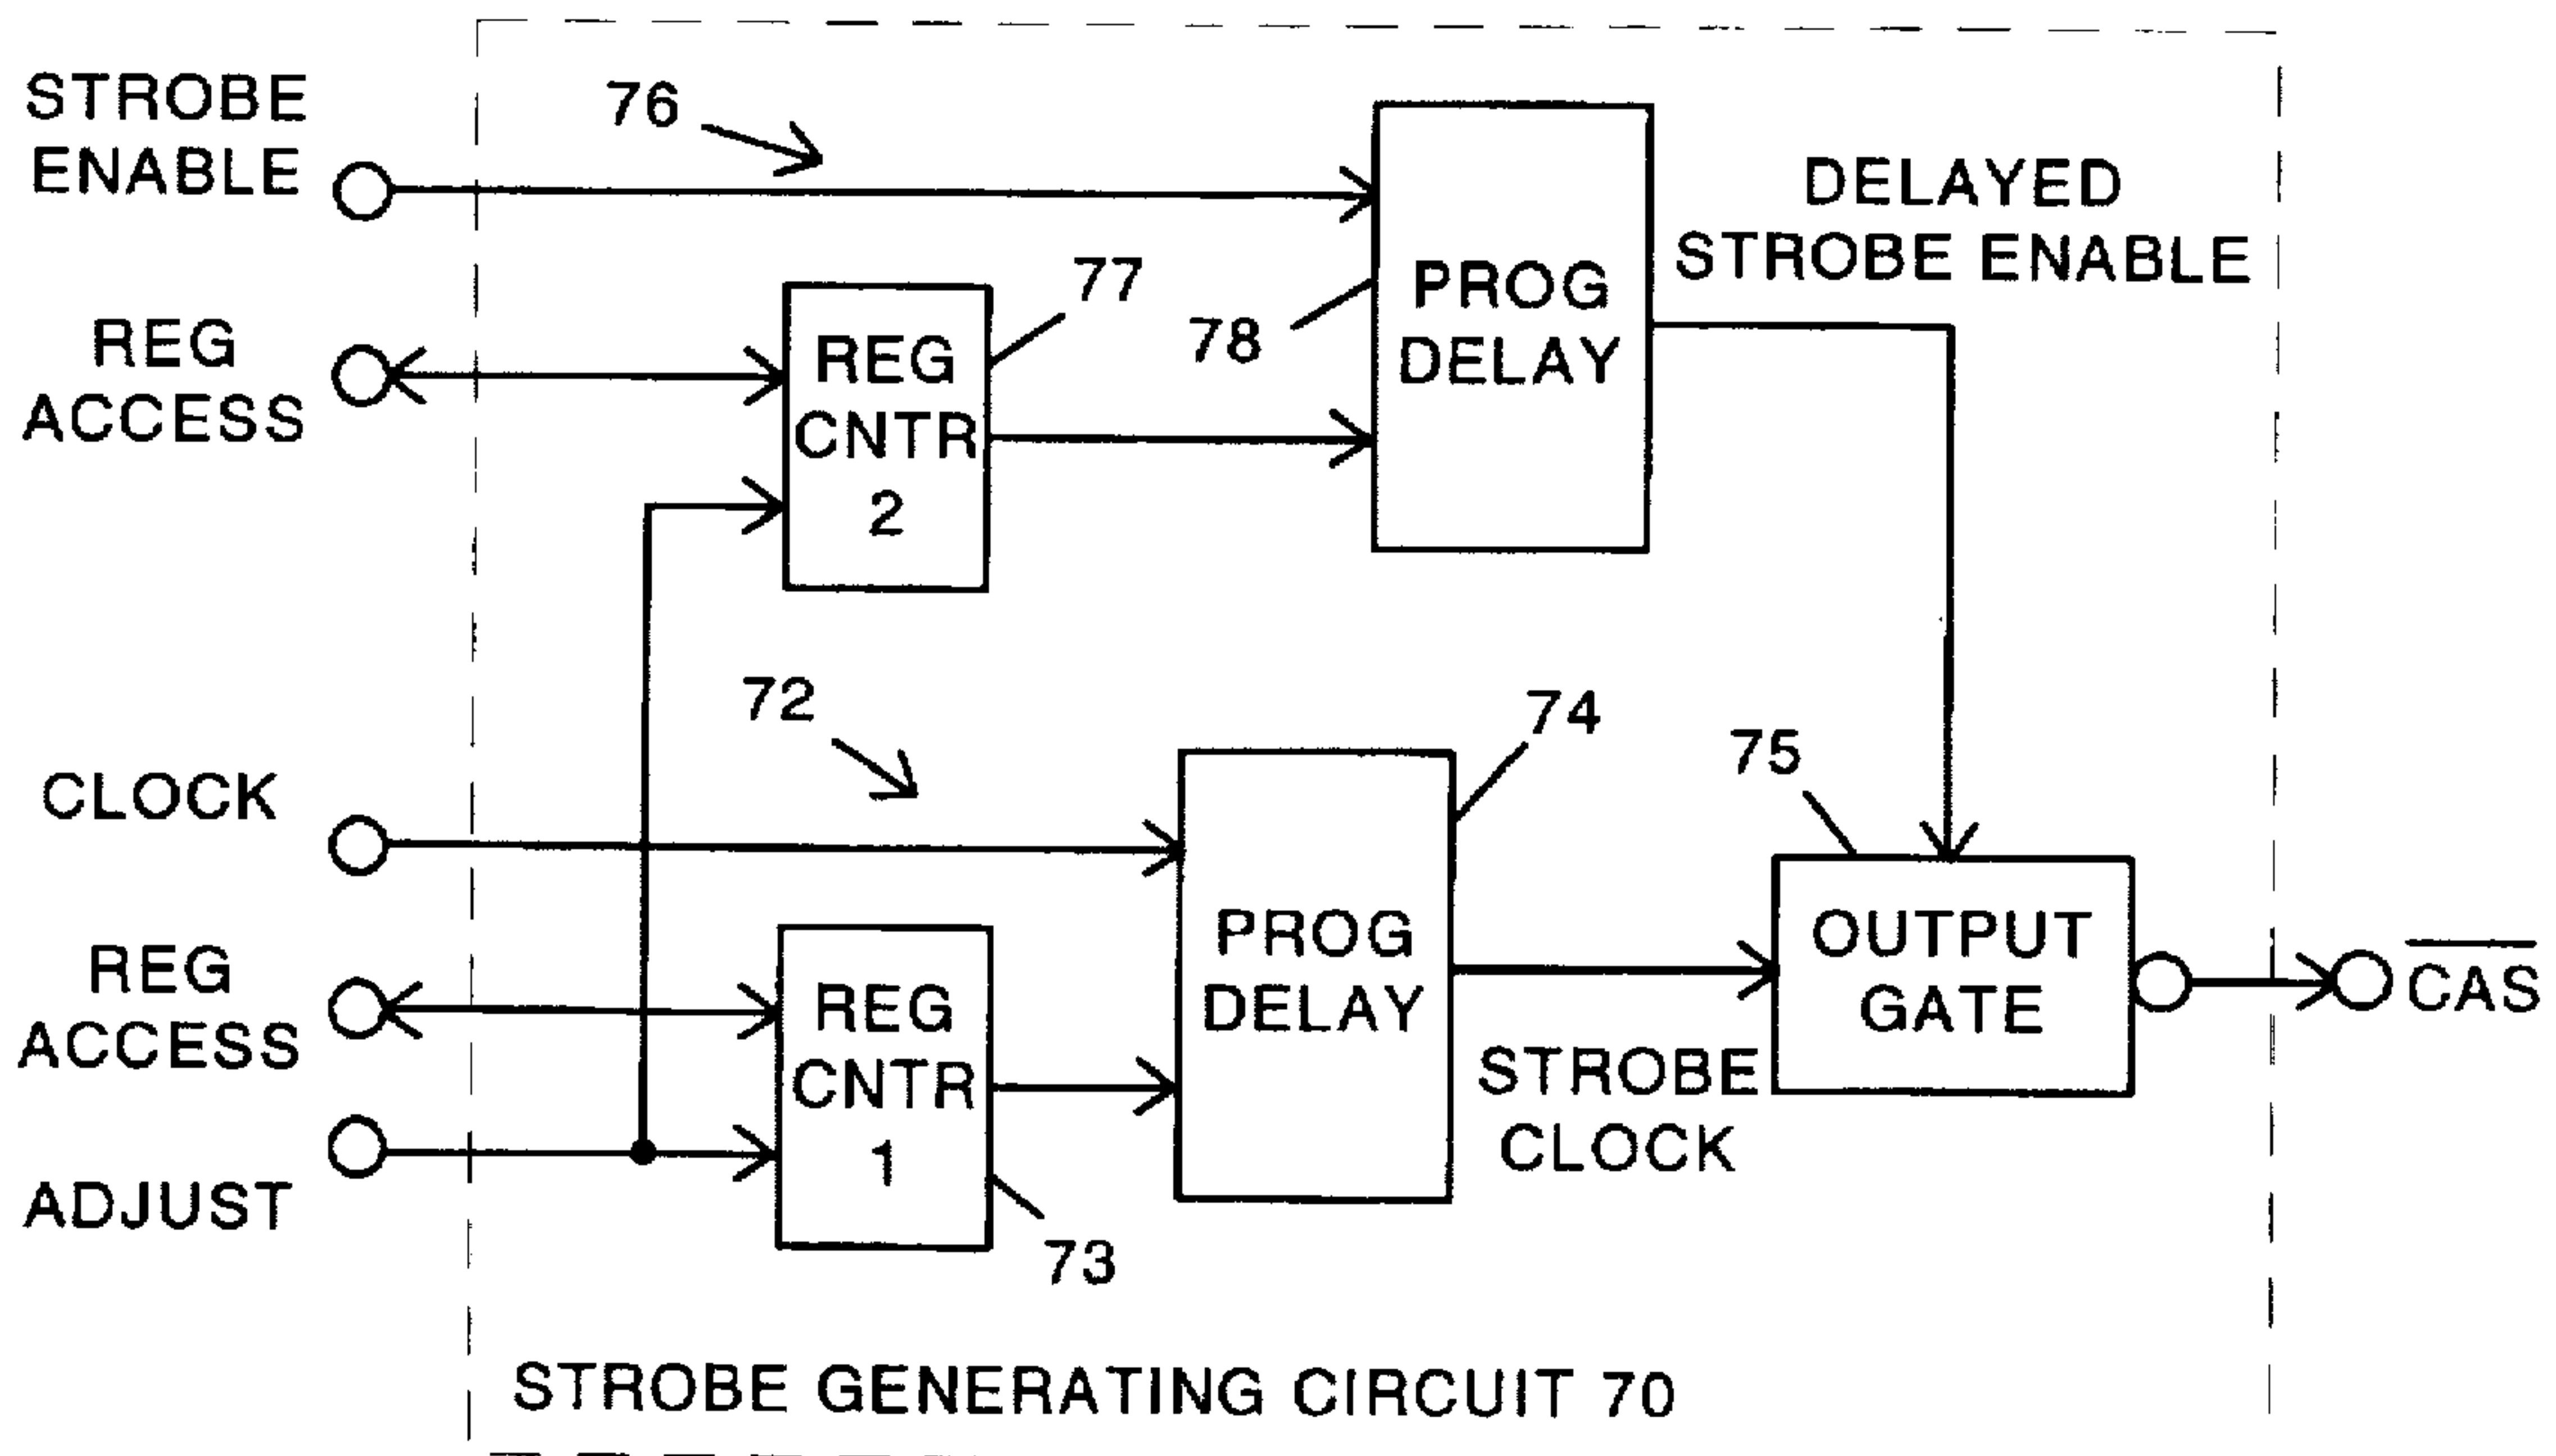 STROBE
ENABLE
76
DELAYED
STROBE ENABLE
REG
ACCESS
REG
CNTR
2
77
78
PROG
DELAY
CLOCK
72
74
75
REG
ACCESS
REG
CNTR
1
73
PROG
DELAY
STROBE
CLOCK
OUTPUT
GATE
CAS
ADJUST
STROBE GENERATING CIRCUIT 70